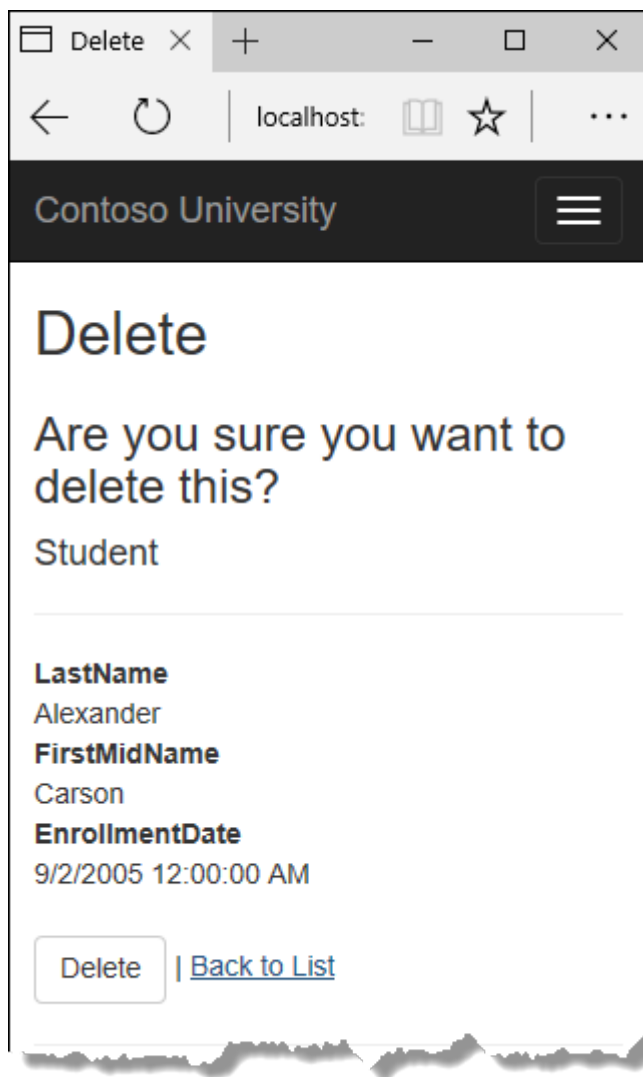 Delete
localhost:
Contoso University
Delete
Are you sure you want to
delete this?
Student
LastName
Alexander
FirstMidName
Carson
EnrollmentDate
9/2/2005 12:00:00 AM
Delete | Back to List